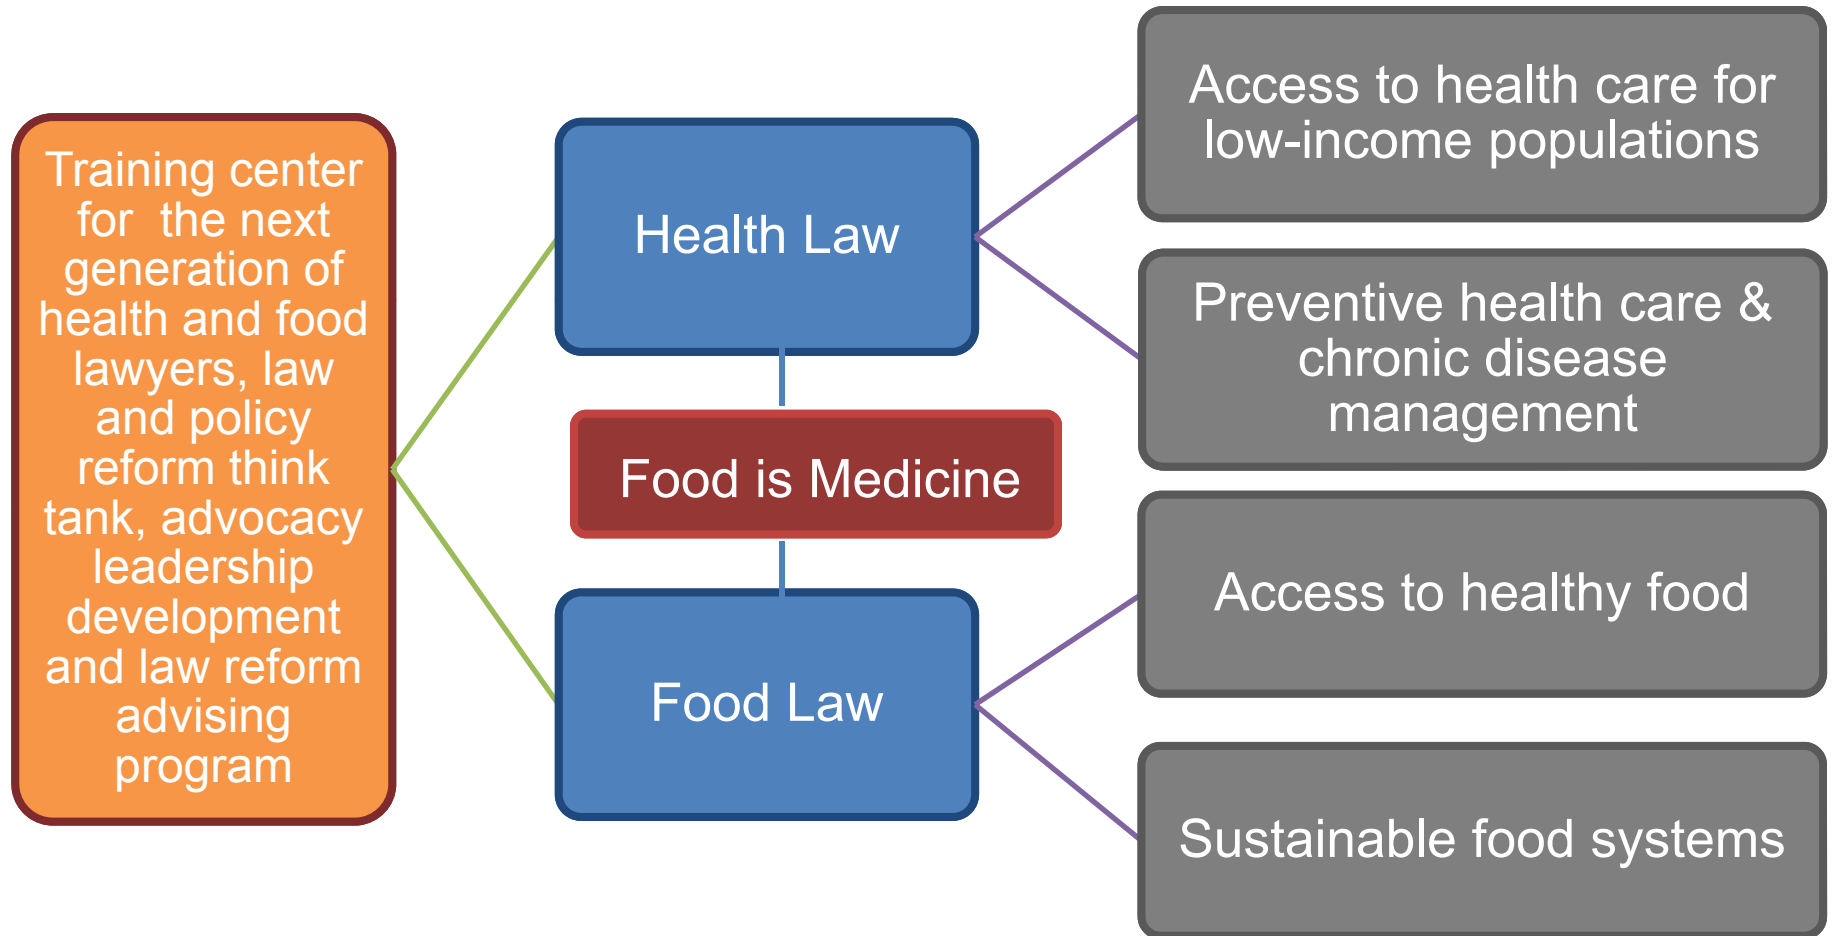 Training center
for  the next
generation of
health and food
lawyers, law
and policy
reform think
tank, advocacy
leadership
development
and law reform
advising
program
Health Law
Food is Medicine
Food Law
Access to health care for
low-income populations
Preventive health care &
chronic disease
management
Access to healthy food
Sustainable food systems